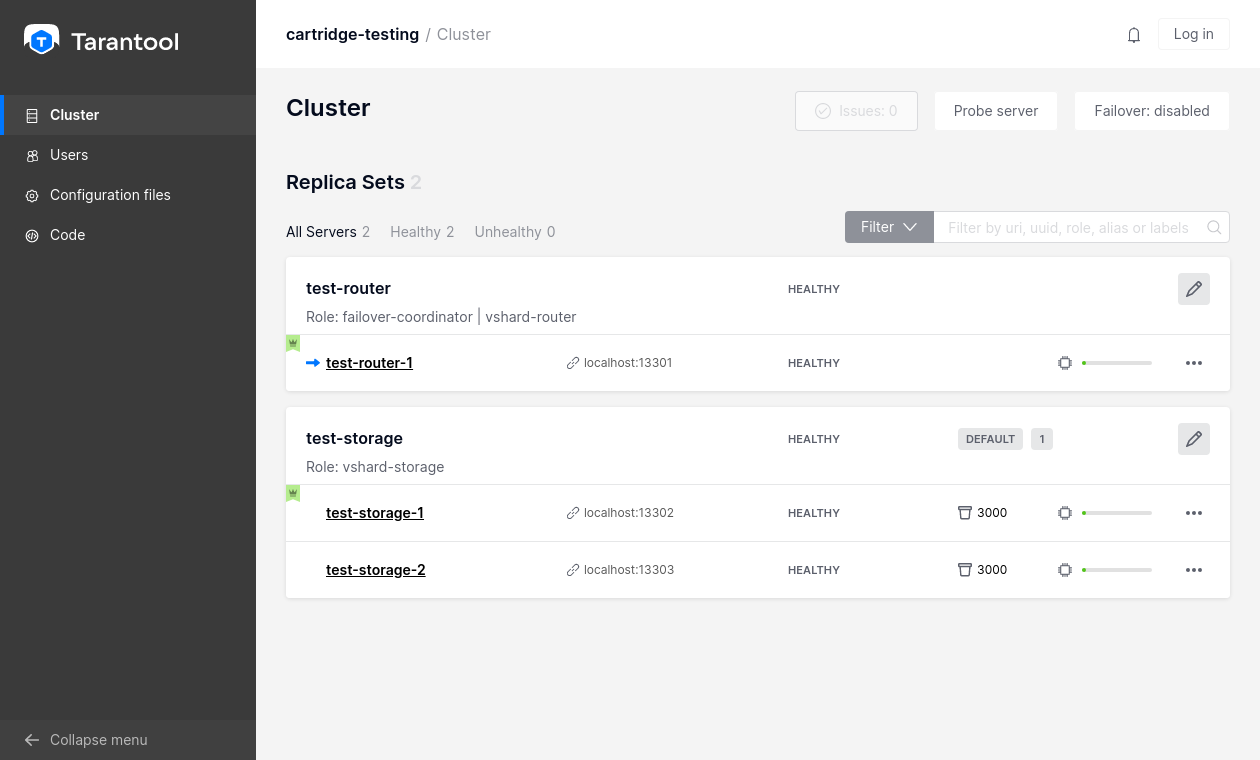 Tarantool
Cluster
Users
Configuration files
Code
Collapse menu
cartridge-testing / Cluster
Log in
Cluster
Issues: 0
Probe server
Failover: disabled
Replica Sets 2
All Servers 2 Healthy 2 Unhealthy 0
Filter
Filter by uri, uuid, role, alias or labels
test-router
HEALTHY
Role: failover-coordinator | vshard-router
test-router-1
localhost:13301
HEALTHY
test-storage
HEALTHY
DEFAULT
1
Role: vshard-storage
test-storage-1
localhost:13302
HEALTHY
3000
test-storage-2
localhost:13303
HEALTHY
3000